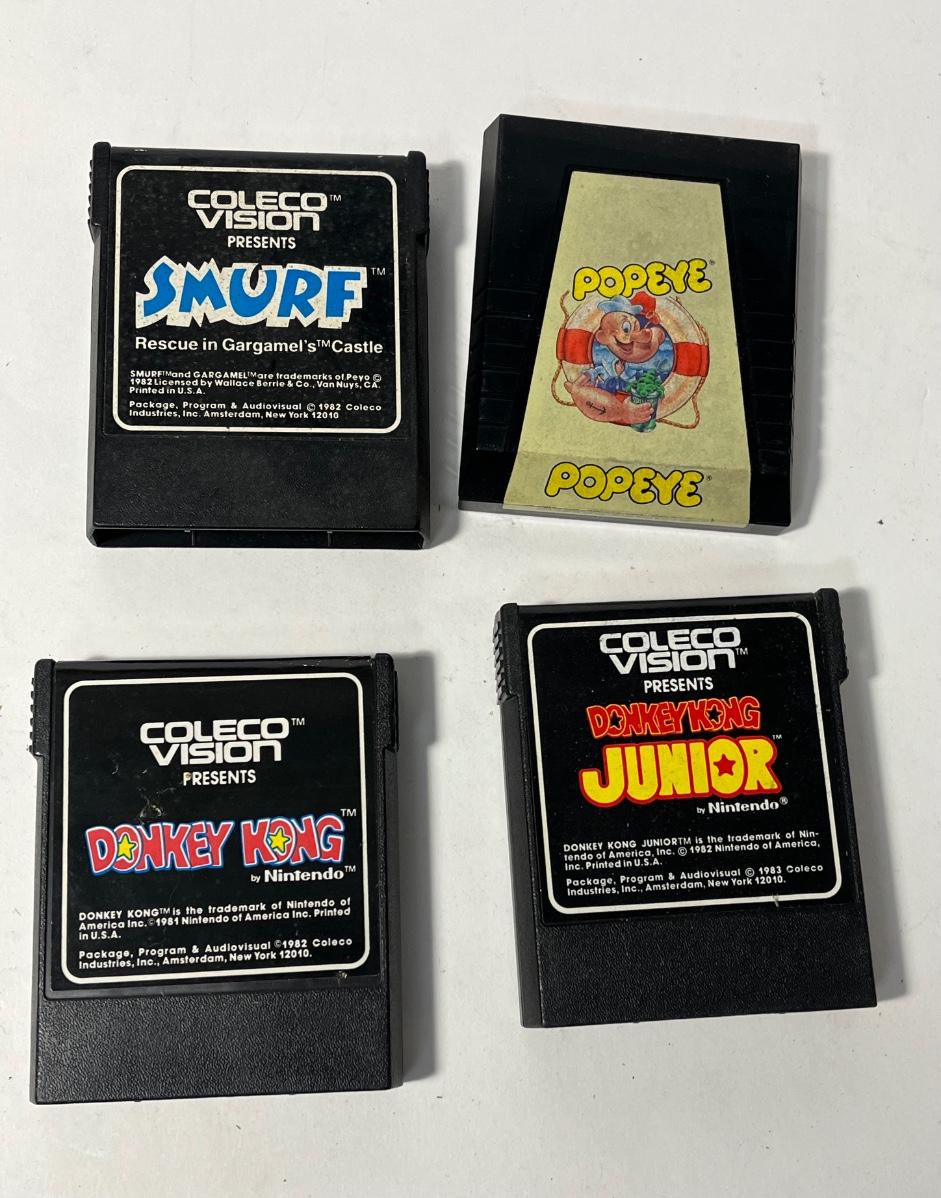 COLECO™
VISION
PRESENTS
SMURF™
Rescue in Gargamel's™ Castle
SMURF™ and GARGAMEL™ are trademarks of Peyo ©
1982 Licensed by Wallace Berrie & Co., Van Nuys, CA.
Printed in U.S.A.
Package, Program & Audiovisual © 1982 Coleco
Industries, Inc. Amsterdam, New York 12010
POPEYE®
POPEYE®
COLECO™
VISION
PRESENTS
DONKEY KONG™
by Nintendo™
DONKEY KONG™ is the trademark of Nintendo of
America Inc. ©1981 Nintendo of America Inc. Printed
in U.S.A.
Package, Program & Audiovisual ©1982 Coleco
Industries, Inc., Amsterdam, New York 12010.
COLECO
VISION™
PRESENTS
DONKEY KONG
JUNIOR™
by Nintendo®
DONKEY KONG JUNIOR™ is the trademark of Nin-
tendo of America, Inc. © 1982 Nintendo of America,
Inc. Printed in U.S.A.
Package, Program & Audiovisual © 1983 Coleco
Industries, Inc., Amsterdam, New York 12010.